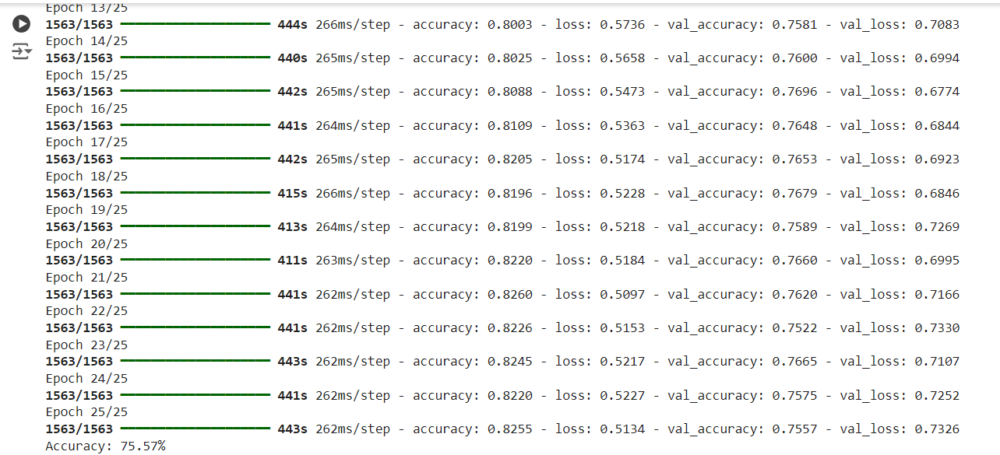 Epoch 13/25
1563/1563 444s 266ms/step - accuracy: 0.8003 - loss: 0.5736 - val_accuracy: 0.7581 - val_loss: 0.7083
Epoch 14/25
1563/1563 440s 265ms/step - accuracy: 0.8025 - loss: 0.5658 - val_accuracy: 0.7600 - val_loss: 0.6994
Epoch 15/25
1563/1563 442s 265ms/step - accuracy: 0.8088 - loss: 0.5473 - val_accuracy: 0.7696 - val_loss: 0.6774
Epoch 16/25
1563/1563 441s 264ms/step - accuracy: 0.8109 - loss: 0.5363 - val_accuracy: 0.7648 - val_loss: 0.6844
Epoch 17/25
1563/1563 442s 265ms/step - accuracy: 0.8205 - loss: 0.5174 - val_accuracy: 0.7653 - val_loss: 0.6923
Epoch 18/25
1563/1563 415s 266ms/step - accuracy: 0.8196 - loss: 0.5228 - val_accuracy: 0.7679 - val_loss: 0.6846
Epoch 19/25
1563/1563 413s 264ms/step - accuracy: 0.8199 - loss: 0.5218 - val_accuracy: 0.7589 - val_loss: 0.7269
Epoch 20/25
1563/1563 411s 263ms/step - accuracy: 0.8220 - loss: 0.5184 - val_accuracy: 0.7660 - val_loss: 0.6995
Epoch 21/25
1563/1563 441s 262ms/step - accuracy: 0.8260 - loss: 0.5097 - val_accuracy: 0.7620 - val_loss: 0.7166
Epoch 22/25
1563/1563 441s 262ms/step - accuracy: 0.8226 - loss: 0.5153 - val_accuracy: 0.7522 - val_loss: 0.7330
Epoch 23/25
1563/1563 443s 262ms/step - accuracy: 0.8245 - loss: 0.5217 - val_accuracy: 0.7665 - val_loss: 0.7107
Epoch 24/25
1563/1563 441s 262ms/step - accuracy: 0.8220 - loss: 0.5227 - val_accuracy: 0.7575 - val_loss: 0.7252
Epoch 25/25
1563/1563 443s 262ms/step - accuracy: 0.8255 - loss: 0.5134 - val_accuracy: 0.7557 - val_loss: 0.7326
Accuracy: 75.57%